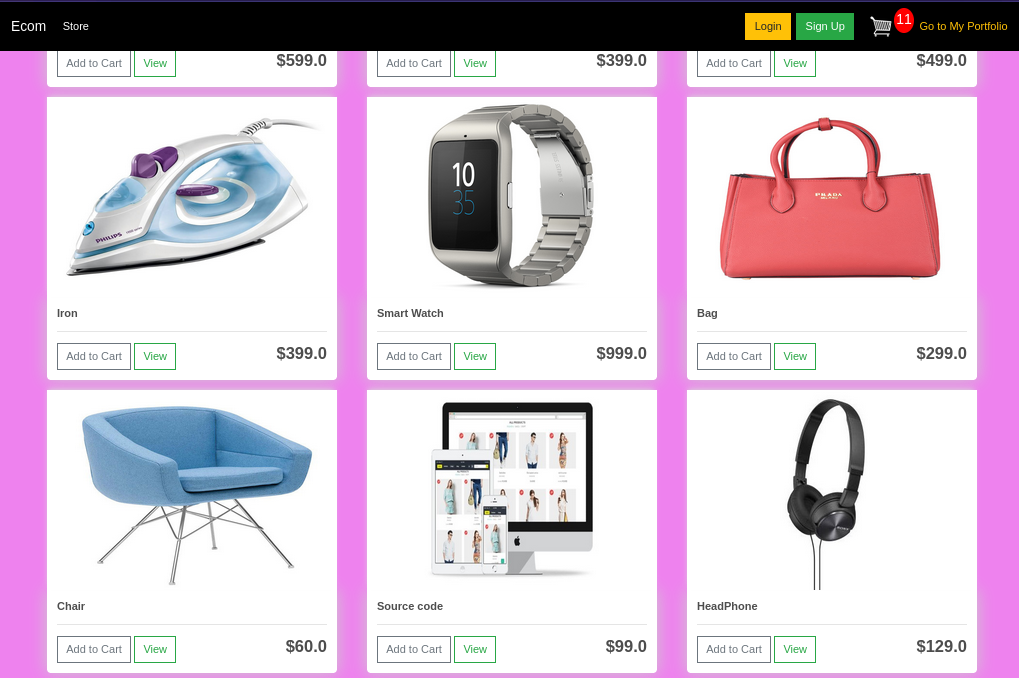 Ecom Store Login Sign Up 11 Go to My Portfolio
Add to Cart View $599.0 Add to Cart View $399.0 Add to Cart View $499.0
10
35
PRADA
PHILIPS
Iron Smart Watch Bag
Add to Cart View $399.0 Add to Cart View $999.0 Add to Cart View $299.0
SONY
Chair Source code HeadPhone
Add to Cart View $60.0 Add to Cart View $99.0 Add to Cart View $129.0